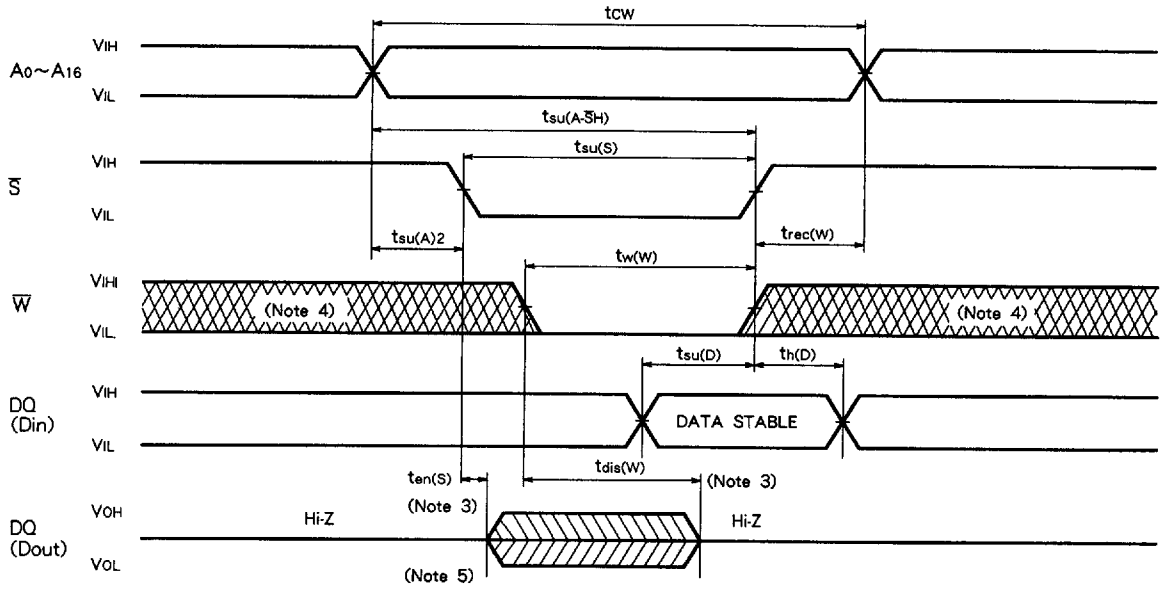 tCW
VIH
A0~A16
VIL
tsu(A-S̅H)
VIH
tsu(S)
S̅
VIL
tsu(A)2
trec(W)
tw(W)
VIHI
W̅
(Note 4)
(Note 4)
VIL
tsu(D)
th(D)
VIH
DQ
(Din)
DATA STABLE
VIL
ten(S)
tdis(W)
(Note 3)
(Note 3)
VOH
Hi-Z
Hi-Z
DQ
(Dout)
VOL
(Note 5)